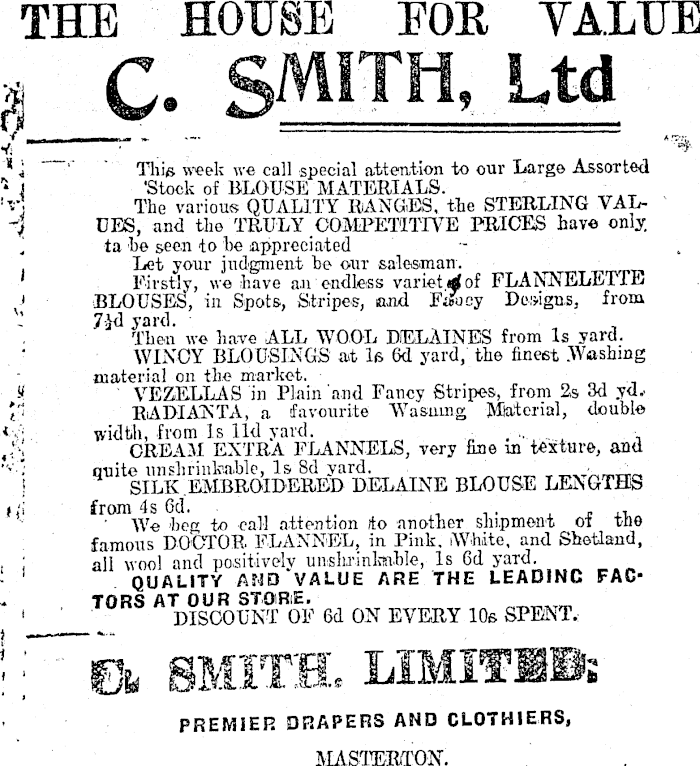 THE HOUSE FOR VALUE
C. SMITH, Ltd
This week we call special attention to our Large Assorted
Stock of BLOUSE MATERIALS.
The various QUALITY RANGES, the STERLING VAL-
UES, and the TRULY COMPETITIVE PRICES have only
ta be seen to be appreciated
Let your judgment be our salesman.
Firstly, we have an endless variet of FLANNELETTE
BLOUSES, in Spots, Stripes, and Fancy Designs, from
7½d yard.
Then we have ALL WOOL DELAINES from 1s yard.
WINCY BLOUSINGS at 1s 6d yard, the finest Washing
material on the market.
VEZELLAS in Plain and Fancy Stripes, from 2s 3d yd.
RADIANTA, a favourite Washing Material, double
width, from 1s 11d yard.
CREAM EXTRA FLANNELS, very fine in texture, and
quite unshrinkable, 1s 8d yard.
SILK EMBROIDERED DELAINE BLOUSE LENGTHS
from 4s 6d.
We beg to call attention to another shipment of the
famous DOCTOR FLANNEL, in Pink, White, and Shetland,
all wool and positively unshrinkable, 1s 6d yard.
QUALITY AND VALUE ARE THE LEADING FAC-
TORS AT OUR STORE.
DISCOUNT OF 6d ON EVERY 10s SPENT.
C. SMITH, LIMITED,
PREMIER DRAPERS AND CLOTHIERS,
MASTERTON.